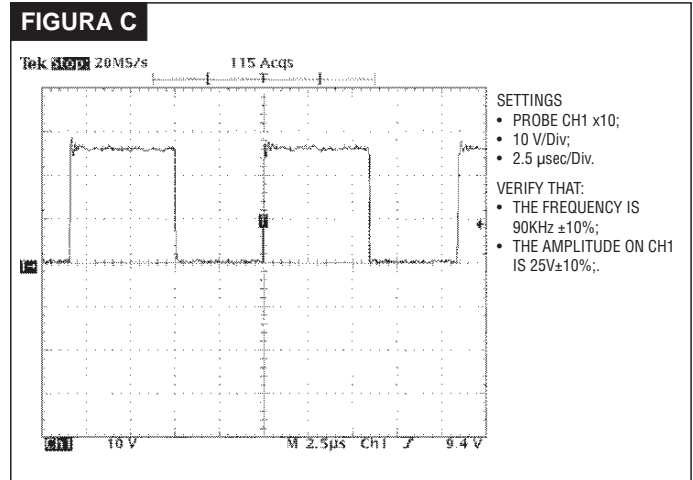 FIGURA C
Tek Stop: 20MS/s 115 Acqs
SETTINGS
• PROBE CH1 x10;
• 10 V/Div;
• 2.5 µsec/Div.
VERIFY THAT:
• THE FREQUENCY IS
90KHz ±10%;
• THE AMPLITUDE ON CH1
IS 25V±10%;.
Ch1 10 V M 2.5µs Ch1 9.4 V